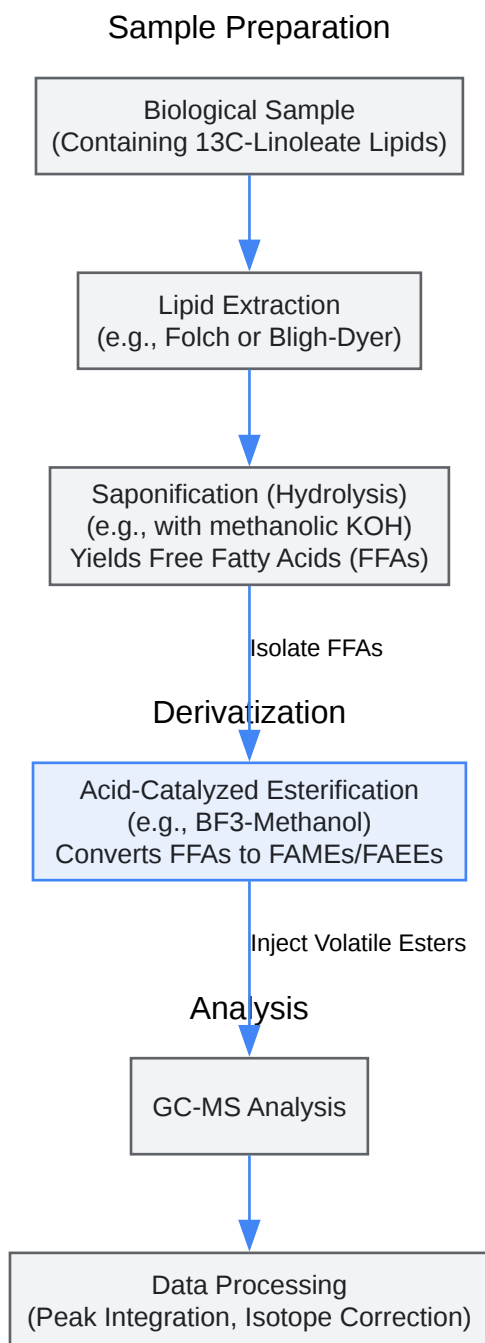 Sample Preparation
Biological Sample
(Containing 13C-Linoleate Lipids)
Lipid Extraction
(e.g., Folch or Bligh-Dyer)
Saponification (Hydrolysis)
(e.g., with methanolic KOH)
Yields Free Fatty Acids (FFAs)
Isolate FFAs
Derivatization
Acid-Catalyzed Esterification
(e.g., BF3-Methanol)
Converts FFAs to FAMEs/FAEEs
Inject Volatile Esters
Analysis
GC-MS Analysis
Data Processing
(Peak Integration, Isotope Correction)